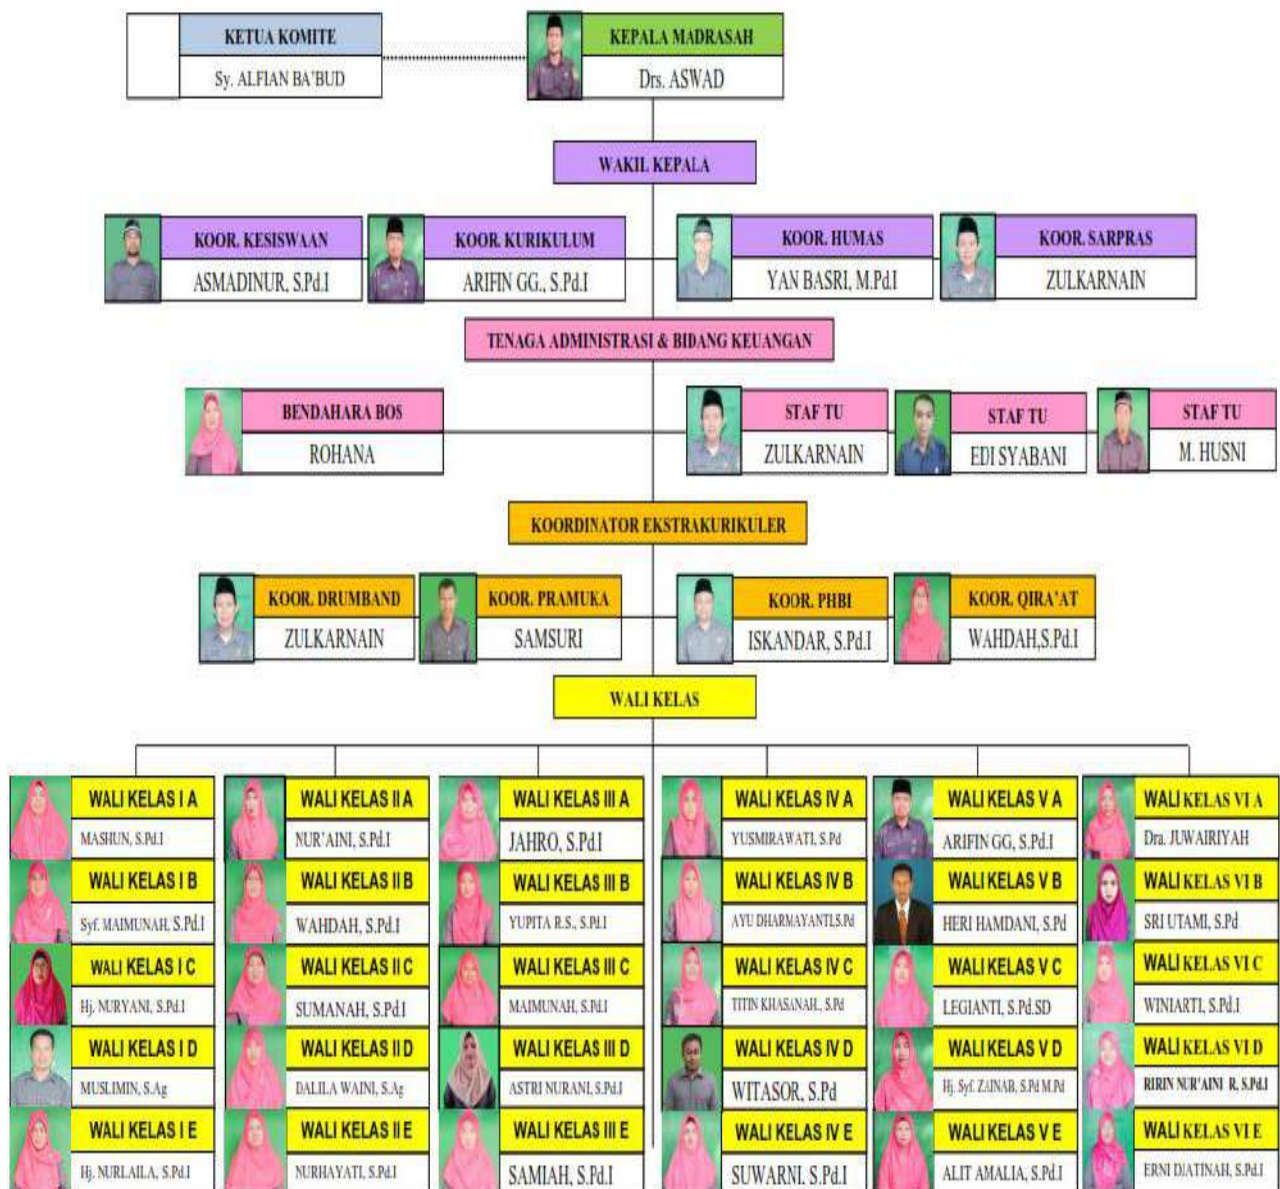 KETUA KOMITE
Sy. ALFIAN BA'BUD
KEPALA MADRASAH
Drs. ASWAD
WAKIL KEPALA
KOOR. KESISWAAN
ASMADINUR, S.Pd.I
KOOR. KURIKULUM
ARIFIN GG., S.Pd.I
KOOR. HUMAS
YAN BASRI, M.Pd.I
KOOR. SARPRAS
ZULKARNAIN
TENAGA ADMINISTRASI & BIDANG KEUANGAN
BENDAHARA BOS
ROHANA
STAF TU
ZULKARNAIN
STAF TU
EDI SYABANI
STAF TU
M. HUSNI
KOORDINATOR EKSTRAKURIKULER
KOOR. DRUMBAND
ZULKARNAIN
KOOR. PRAMUKA
SAMSURI
KOOR. PHBI
ISKANDAR, S.Pd.I
KOOR. QIRA'AT
WAHDAH,S.Pd.I
WALI KELAS
WALI KELAS I A
MASHUN, S.Pd.I
WALI KELAS I B
Syf. MAIMUNAH, S.Pd.I
WALI KELAS I C
Hj. NURYANI, S.Pd.I
WALI KELAS I D
MUSLIMIN, S.Ag
WALI KELAS I E
Hj. NURLAILA, S.Pd.I
WALI KELAS II A
NUR'AINI, S.Pd.I
WALI KELAS II B
WAHDAH, S.Pd.I
WALI KELAS II C
SUMANAH, S.Pd.I
WALI KELAS II D
DALILA WAINI, S.Ag
WALI KELAS II E
NURHAYATI, S.Pd.I
WALI KELAS III A
JAHRO, S.Pd.I
WALI KELAS III B
YUPITA R.S., S.Pd.I
WALI KELAS III C
MAIMUNAH, S.Pd.I
WALI KELAS III D
ASTRI NURANI, S.Pd.I
WALI KELAS III E
SAMIAH, S.Pd.I
WALI KELAS IV A
YUSMIRAWATI, S.Pd
WALI KELAS IV B
AYU DHARMAYANTI,S.Pd
WALI KELAS IV C
TITIN KHASANAH., S.Pd
WALI KELAS IV D
WITASOR, S.Pd
WALI KELAS IV E
SUWARNI. S.Pd.I
WALI KELAS V A
ARIFIN GG, S.Pd.I
WALI KELAS V B
HERI HAMDANI, S.Pd
WALI KELAS V C
LEGIANTI, S.Pd.SD
WALI KELAS V D
Hj. Syf. ZAINAB, S.Pd M.Pd
WALI KELAS V E
ALIT AMALIA, S.Pd.I
WALI KELAS VI A
Dra. JUWAIRIYAH
WALI KELAS VI B
SRI UTAMI, S.Pd
WALI KELAS VI C
WINIARTI, S.Pd.I
WALI KELAS VI D
RIRIN NUR'AINI R, S.Pd.I
WALI KELAS VI E
ERNI DJATINAH, S.Pd.I